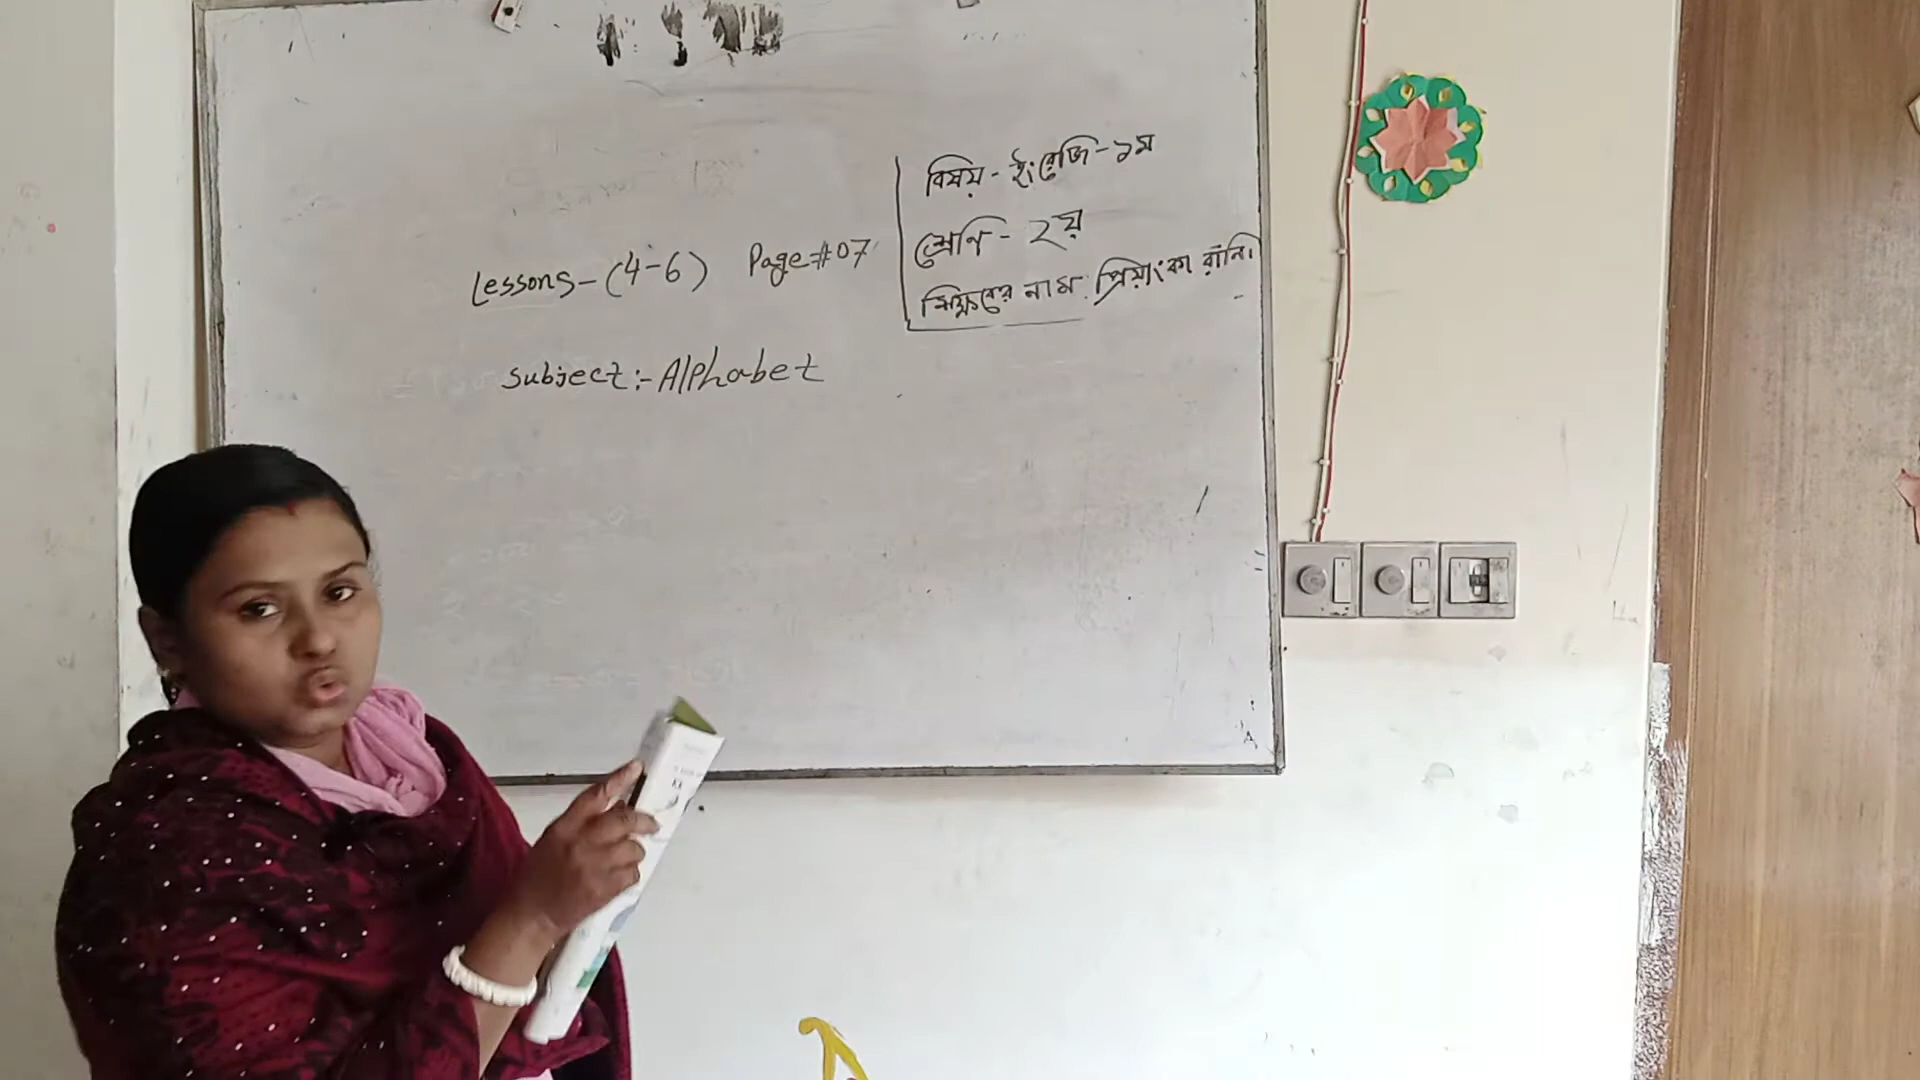 Lessons-(4-6) Page#07
Subject:- Alphabet
বিষয় - ইংরেজি - ১ম
শ্রেণি - ২য়
শিক্ষকের নাম: প্রিয়াংকা রানি।